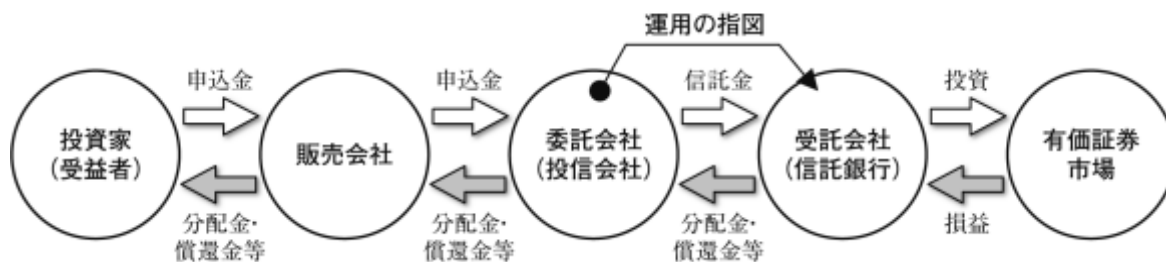 運用の指図
申込金
申込金
信託金
投資
投資家
(受益者)
販売会社
委託会社
(投信会社)
受託会社
(信託銀行)
有価証券
市場
分配金・
償還金等
分配金・
償還金等
分配金・
償還金等
損益